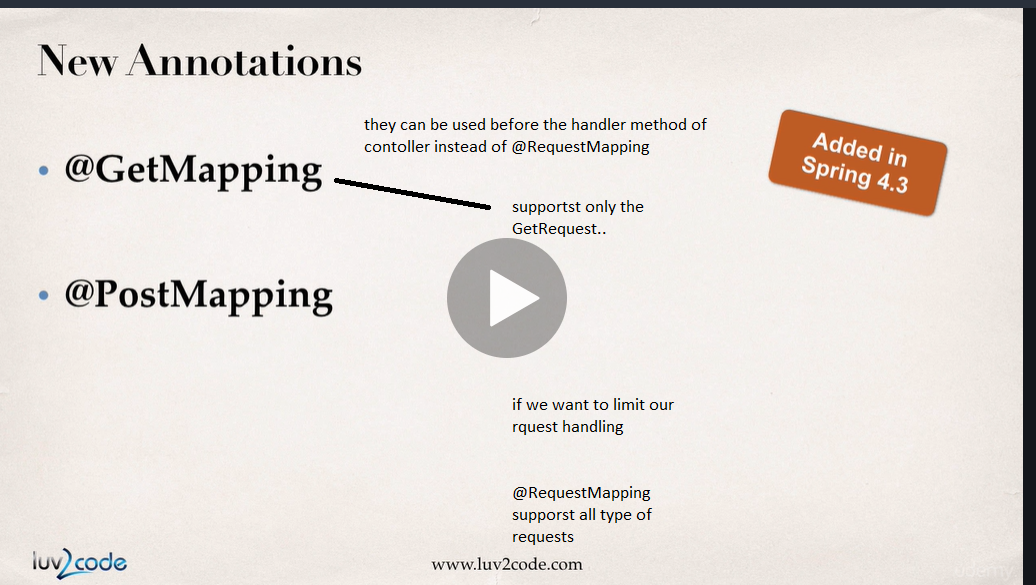 New Annotations
they can be used before the handler method of
contoller instead of @RequestMapping
Added in
Spring 4.3
• @GetMapping
supportst only the
GetRequest..
• @PostMapping
if we want to limit our
rquest handling
@RequestMapping
supporst all type of
requests
luv2code
www.luv2code.com
udemy